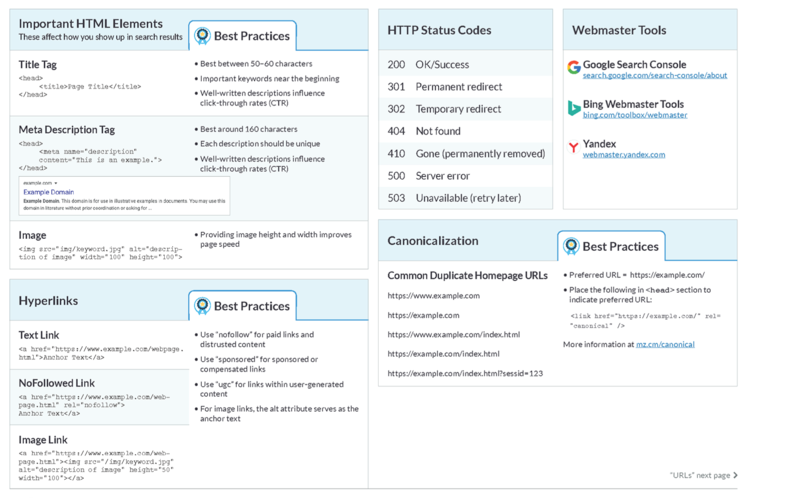 Important HTML Elements
These affect how you show up in search results
Best Practices
Title Tag
<head>
<title>Page Title</title>
</head>
• Best between 50–60 characters
• Important keywords near the beginning
• Well-written descriptions influence
click-through rates (CTR)
Meta Description Tag
<head>
<meta name="description"
content="This is an example.">
</head>
• Best around 160 characters
• Each description should be unique
• Well-written descriptions influence
click-through rates (CTR)
example.com
Example Domain
Example Domain. This domain is for use in illustrative examples in documents. You may use this
domain in literature without prior coordination or asking for ...
Image
<img src="img/keyword.jpg" alt="descrip-
tion of image" width="100" height="100">
• Providing image height and width improves
page speed
Hyperlinks
Best Practices
Text Link
<a href="https://www.example.com/webpage.
html">Anchor Text</a>
NoFollowed Link
<a href="https://www.example.com/web-
page.html" rel="nofollow">
Anchor Text</a>
Image Link
<a href="https://www.example.com/web-
page.html"><img src="/img/keyword.jpg"
alt="description of image" height="50"
width="100"></a>
• Use "nofollow" for paid links and
distrusted content
• Use "sponsored" for sponsored or
compensated links
• Use "ugc" for links within user-generated
content
• For image links, the alt attribute serves as the
anchor text
HTTP Status Codes
200 OK/Success
301 Permanent redirect
302 Temporary redirect
404 Not found
410 Gone (permanently removed)
500 Server error
503 Unavailable (retry later)
Webmaster Tools
Google Search Console
search.google.com/search-console/about
Bing Webmaster Tools
bing.com/toolbox/webmaster
Yandex
webmaster.yandex.com
Canonicalization
Best Practices
Common Duplicate Homepage URLs
https://www.example.com
https://example.com
https://www.example.com/index.html
https://example.com/index.html
https://example.com/index.html?sessid=123
• Preferred URL = https://example.com/
• Place the following in <head> section to
indicate preferred URL:
<link href="https://example.com/" rel=
"canonical" />
More information at mz.cm/canonical
"URLs" next page